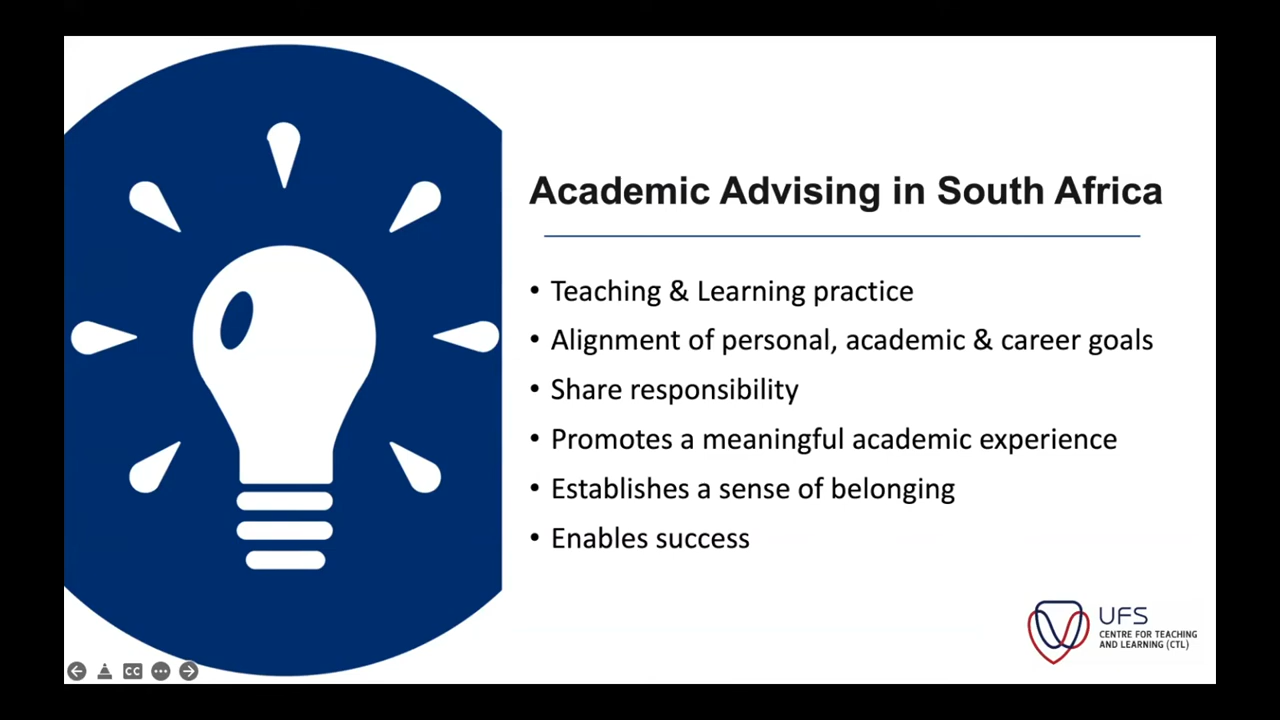 Academic Advising in South Africa
• Teaching & Learning practice
• Alignment of personal, academic & career goals
• Share responsibility
• Promotes a meaningful academic experience
• Establishes a sense of belonging
• Enables success
UFS
CENTRE FOR TEACHING
AND LEARNING (CTL)
CC